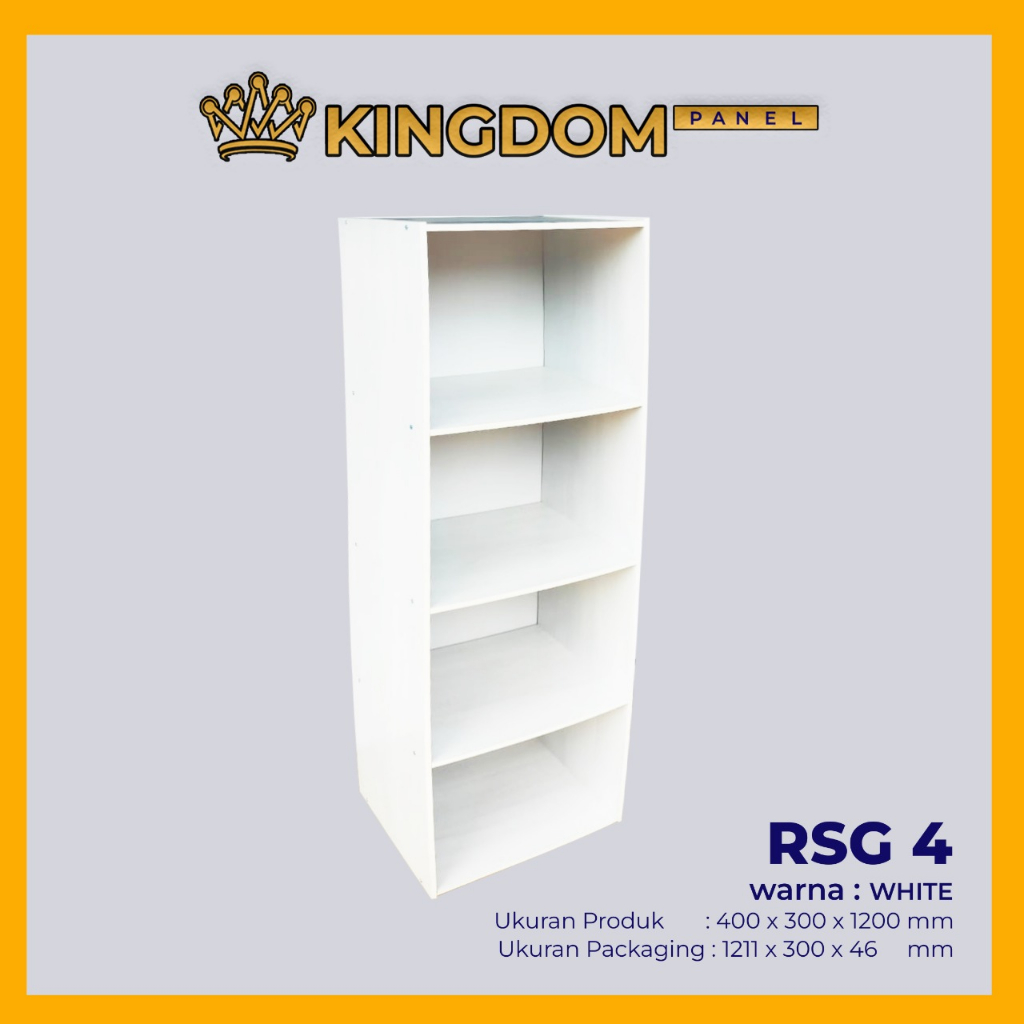 KINGDOM PANEL
RSG 4
warna : WHITE
Ukuran Produk : 400 x 300 x 1200 mm
Ukuran Packaging : 1211 x 300 x 46 mm